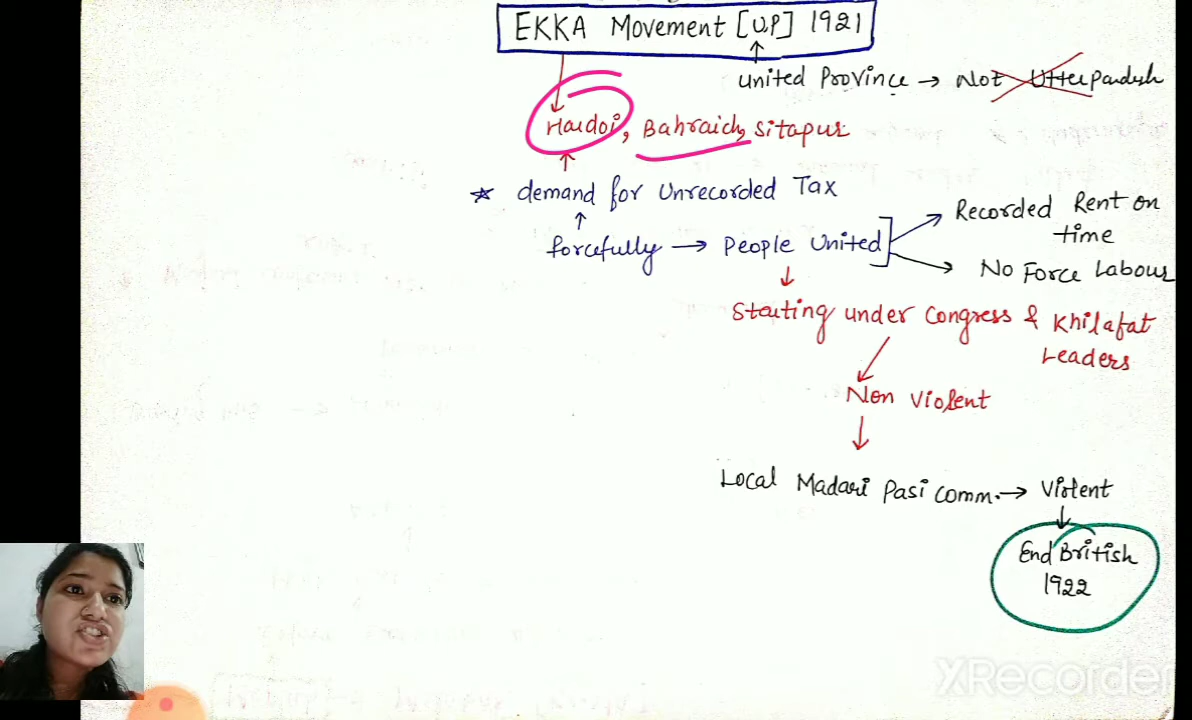 EKKA Movement [U.P] 1921
United Province → Not Utter Pardesh
Hardoi, Bahraich, Sitapur
* demand for Unrecorded Tax
forcefully → People United
Recorded Rent on
time
No Force Labour
Starting under Congress & Khilafat
Leaders
Non Violent
Local Madari Pasi comm. → Violent
End British
1922
XRecorder